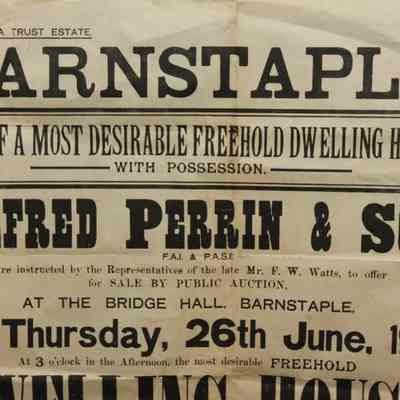 A TRUST ESTATE.
ARNSTAPL
F A MOST DESIRABLE FREEHOLD DWELLING H
WITH POSSESSION.
FRED PERRIN & S
F.A.I. & P.A.S.I.
re instructed by the Representatives of the late Mr. F. W. Watts, to offer
for SALE BY PUBLIC AUCTION,
AT THE BRIDGE HALL, BARNSTAPLE,
Thursday, 26th June, 1
At 3 o'clock in the Afternoon, the most desirable FREEHOLD
WELLING HOUS